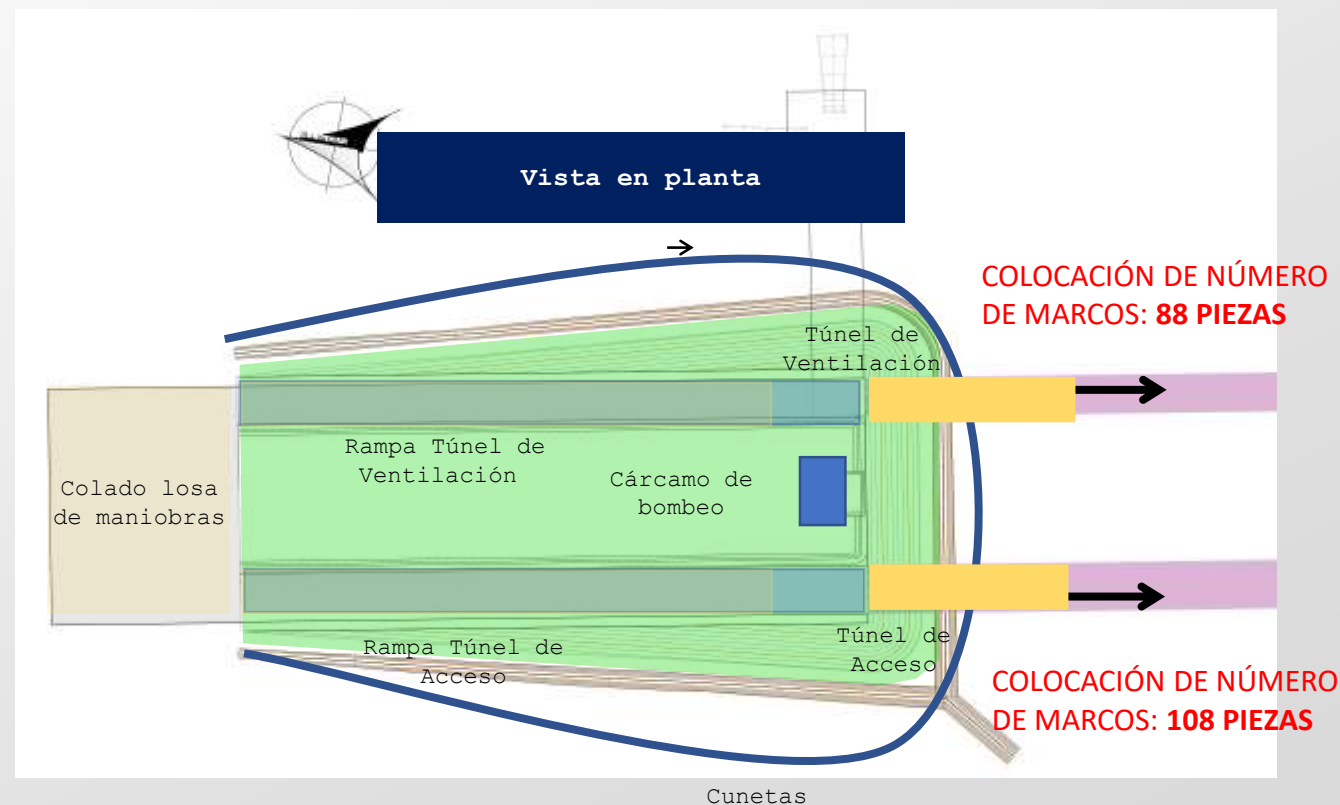 Vista en planta
COLOCACIÓN DE NÚMERO
DE MARCOS: 88 PIEZAS
Túnel de
Ventilación
Rampa Túnel de
Ventilación
Cárcamo de
bombeo
Colado losa
de maniobras
Rampa Túnel de
Acceso
Túnel de
Acceso
COLOCACIÓN DE NÚMERO
DE MARCOS: 108 PIEZAS
Cunetas